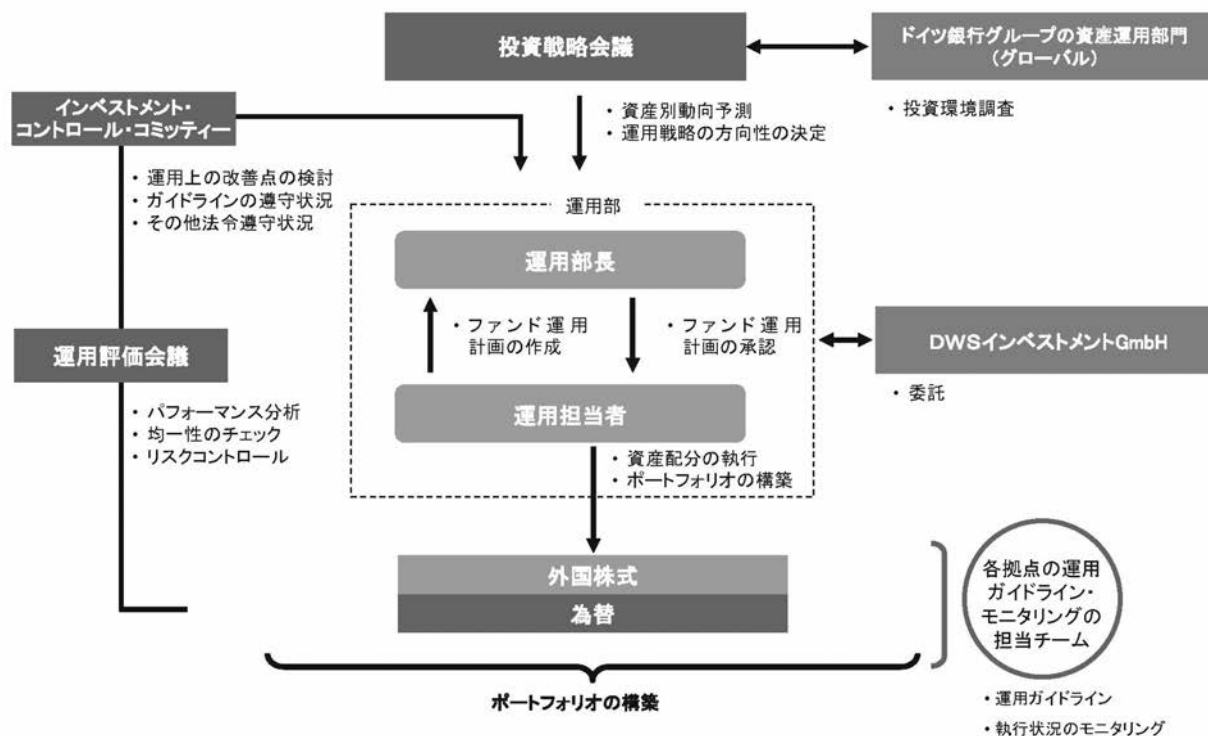 投資戦略会議
ドイツ銀行グループの資産運用部門
(グローバル)
・投資環境調査
・資産別動向予測
・運用戦略の方向性の決定
インベストメント・
コントロール・コミッティー
・運用上の改善点の検討
・ガイドラインの遵守状況
・その他法令遵守状況
運用部
運用部長
・ファンド運用
計画の作成
・ファンド運用
計画の承認
DWSインベストメントGmbH
・委託
運用評価会議
・パフォーマンス分析
・均一性のチェック
・リスクコントロール
運用担当者
・資産配分の執行
・ポートフォリオの構築
外国株式
為替
ポートフォリオの構築
各拠点の運用
ガイドライン・
モニタリングの
担当チーム
・運用ガイドライン
・執行状況のモニタリング